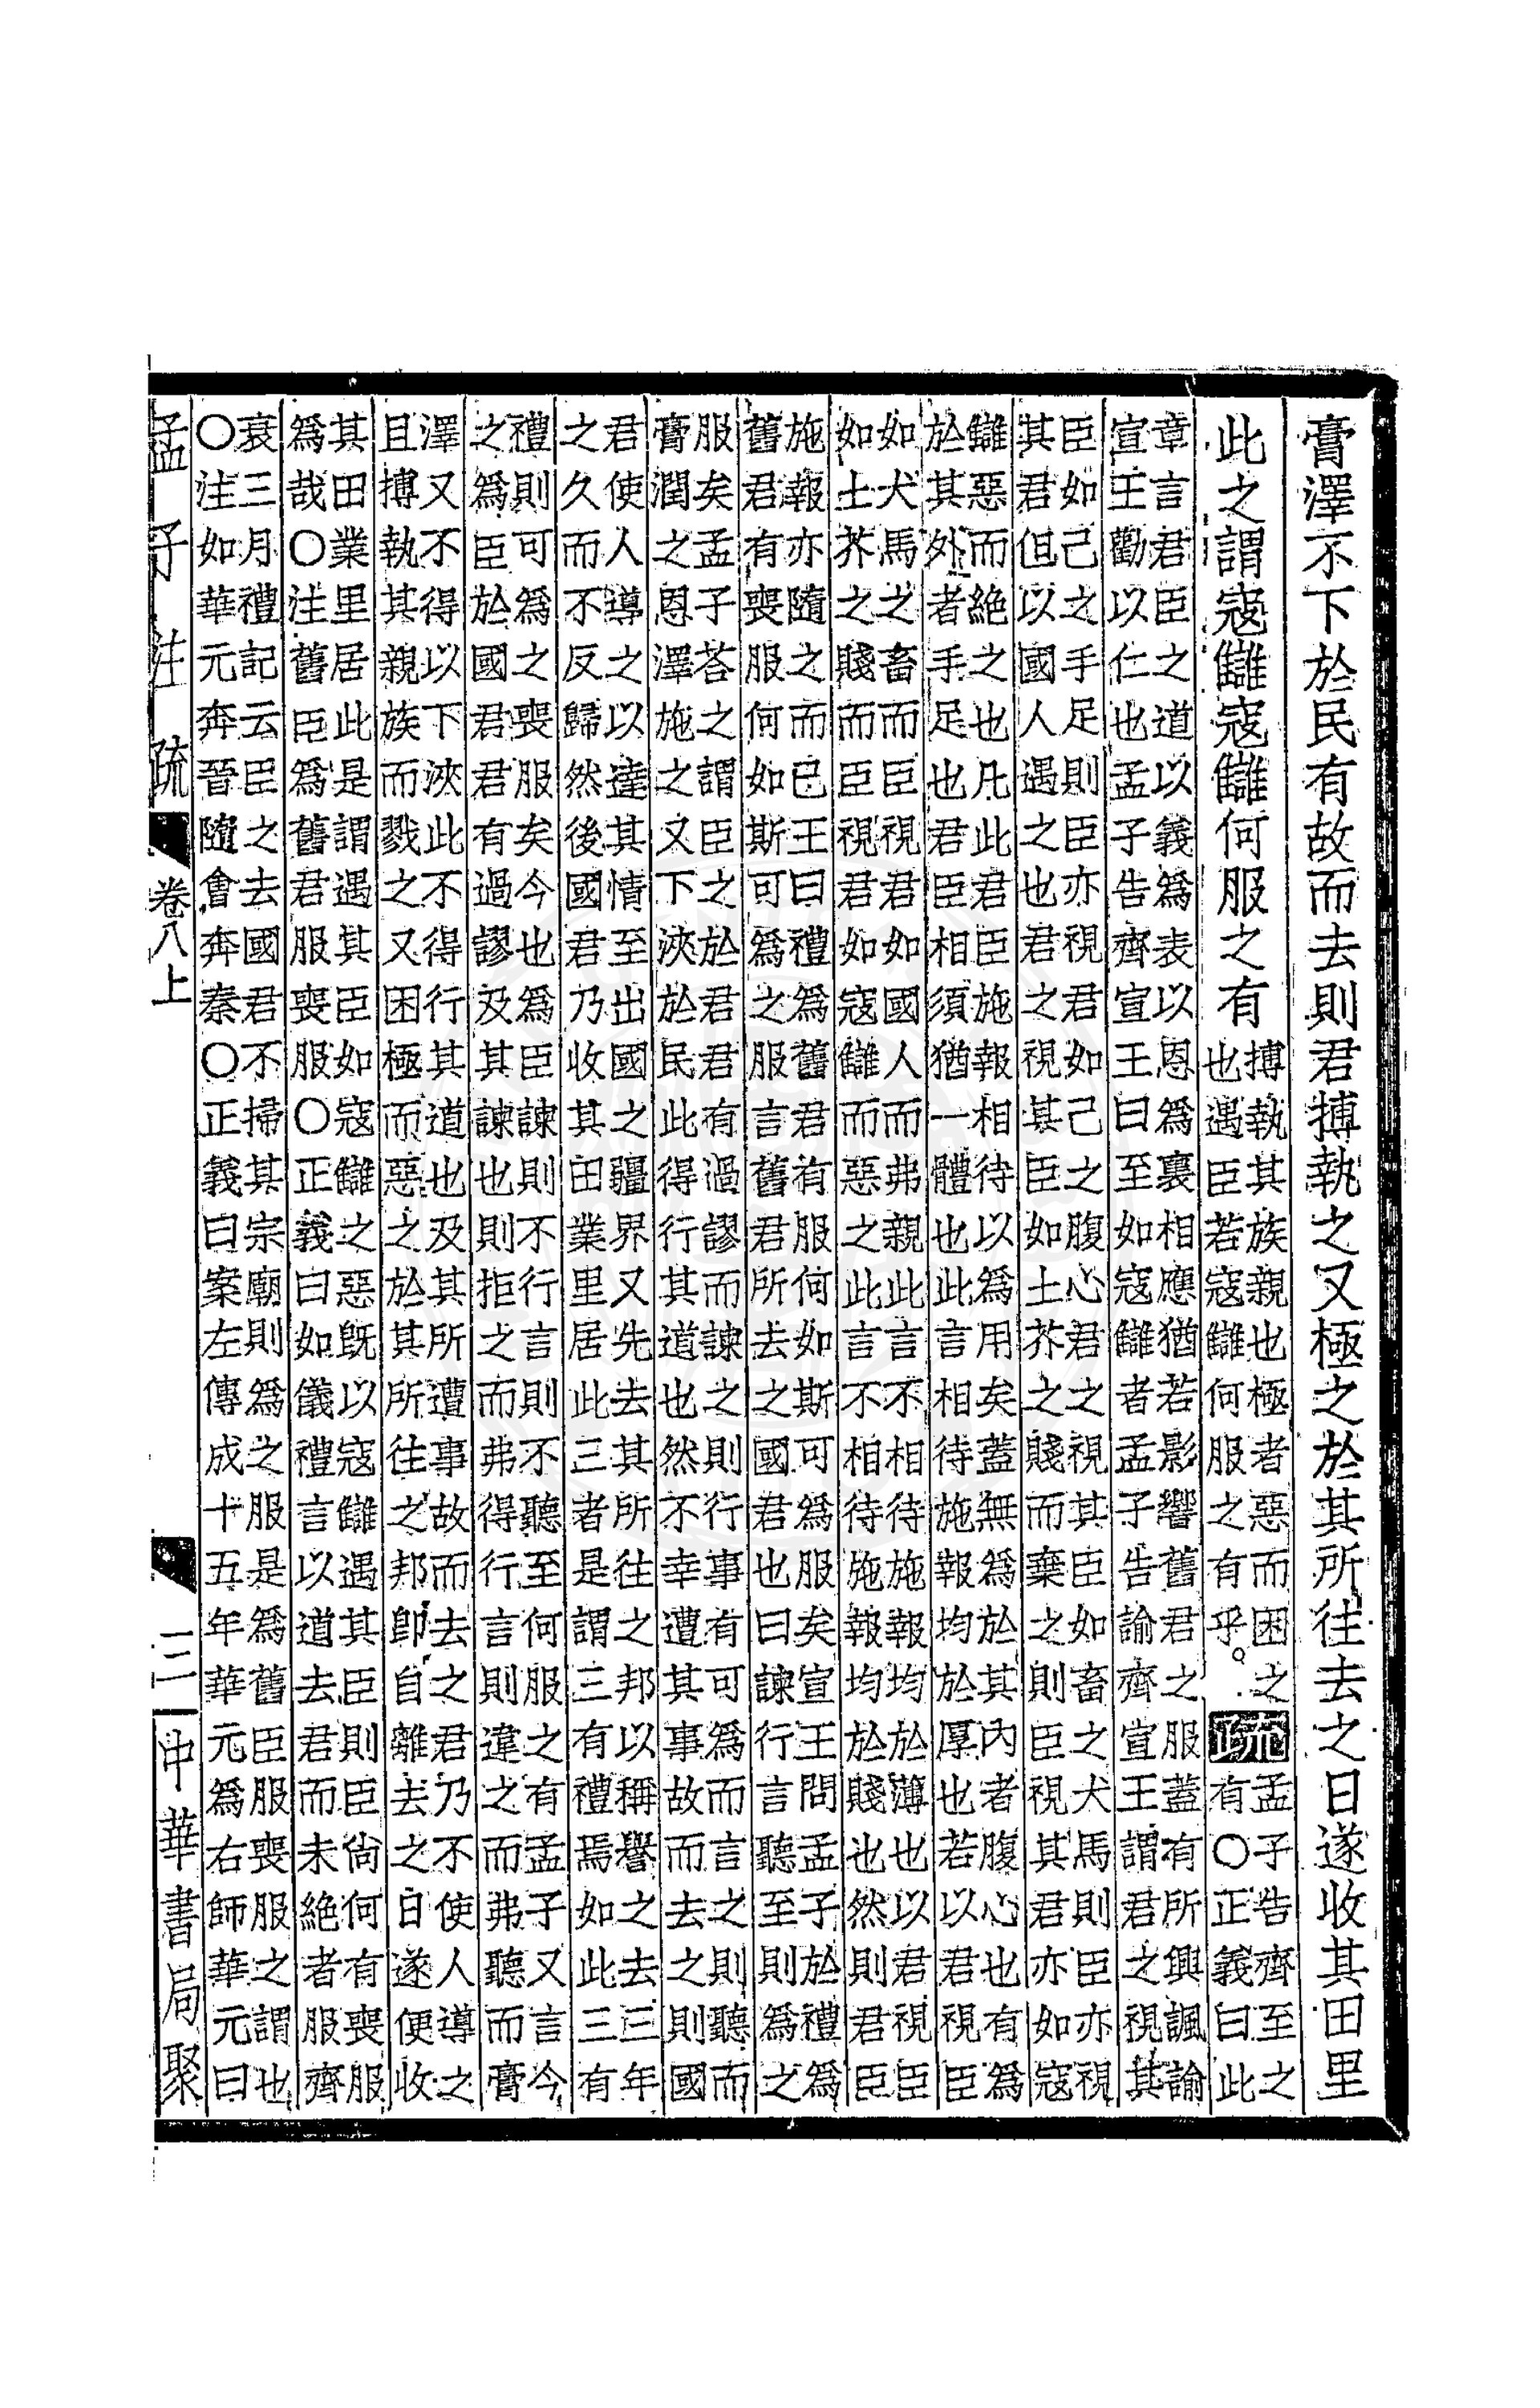 膏澤不下於民有故而去則君搏執之又極之於其所往去之日遂收其田里
此之謂寇讎寇讎何服之有
搏執其族親也極者惡而困之
也遇臣若寇讎何服之有乎。
疏
孟子告齊至之
有○正義曰此
章言君臣之道以義爲表以恩爲裏相應猶若影響舊君之服蓋有所興諷諭
宣王勸以仁也孟子告齊宣王曰至如寇讎者孟子告諭齊宣王謂君之視其
臣如己之手足則臣亦視君如己之腹心君之視其臣如畜之犬馬則臣亦視
其君但以國人遇之也君之視其臣如土芥之賤而棄之則臣視其君亦如寇
讎惡而絶之也凡此君臣施報相待以爲用矣蓋無爲於其內者腹心也有爲
於其外者手足也君臣相須猶一體也此言相待施報均於厚也若以君視臣
如犬馬之畜而臣視君如國人而弗親此言不相待施報均於薄也以君視臣
如土芥之賤而臣視君如寇讎而惡之此言不相待施報均於賤也然則君臣
施報亦隨之而已王曰禮爲舊君有服何如斯可爲服矣宣王問孟子於禮爲
舊君有喪服何如斯可爲之服言舊君所去之國君也曰諫行言聽至則爲之
服矣孟子荅之謂臣之於君君有過謬而諫之則行事有可爲而言之則聽而
膏潤之恩澤施之又下浹於民此得行其道也然不幸遭其事故而去之則國
君使人導之以達其情至出國之疆界又先去其所往之邦以稱譽之去三年
之久而不反歸然後國君乃收其田業里居此三者是謂三有禮焉如此三有
禮則可爲之喪服矣今也爲臣諫則不行言則不聽至何服之有孟子又言今
之爲臣於國君君有過謬及其諫也則拒之而弗得行言則違之而弗聽而膏
澤又不得以下浹此不得行其道也及其所遭事故而去之君乃不使人導之
且搏執其親族而戮之又困極而惡之於其所往之邦即自離去之日遂便收
其田業里居此是謂遇其臣如寇讎之惡既以寇讎遇其臣則臣尙何有喪服
爲哉○注舊臣爲舊君服喪服○正義曰如儀禮言以道去君而未絶者服齊
衰三月禮記云臣之去國君不掃其宗廟則爲之服是爲舊臣服喪服之謂也
○注如華元奔晉隨會奔秦○正義曰案左傳成十五年華元爲右師華元曰
孟子注疏 卷八上 三 中華書局聚